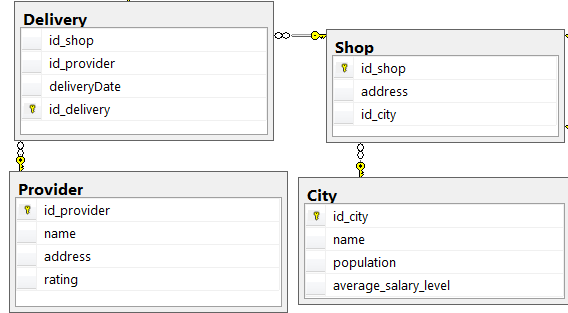 Delivery
id_shop
id_provider
deliveryDate
id_delivery
Shop
id_shop
address
id_city
Provider
id_provider
name
address
rating
City
id_city
name
population
average_salary_level